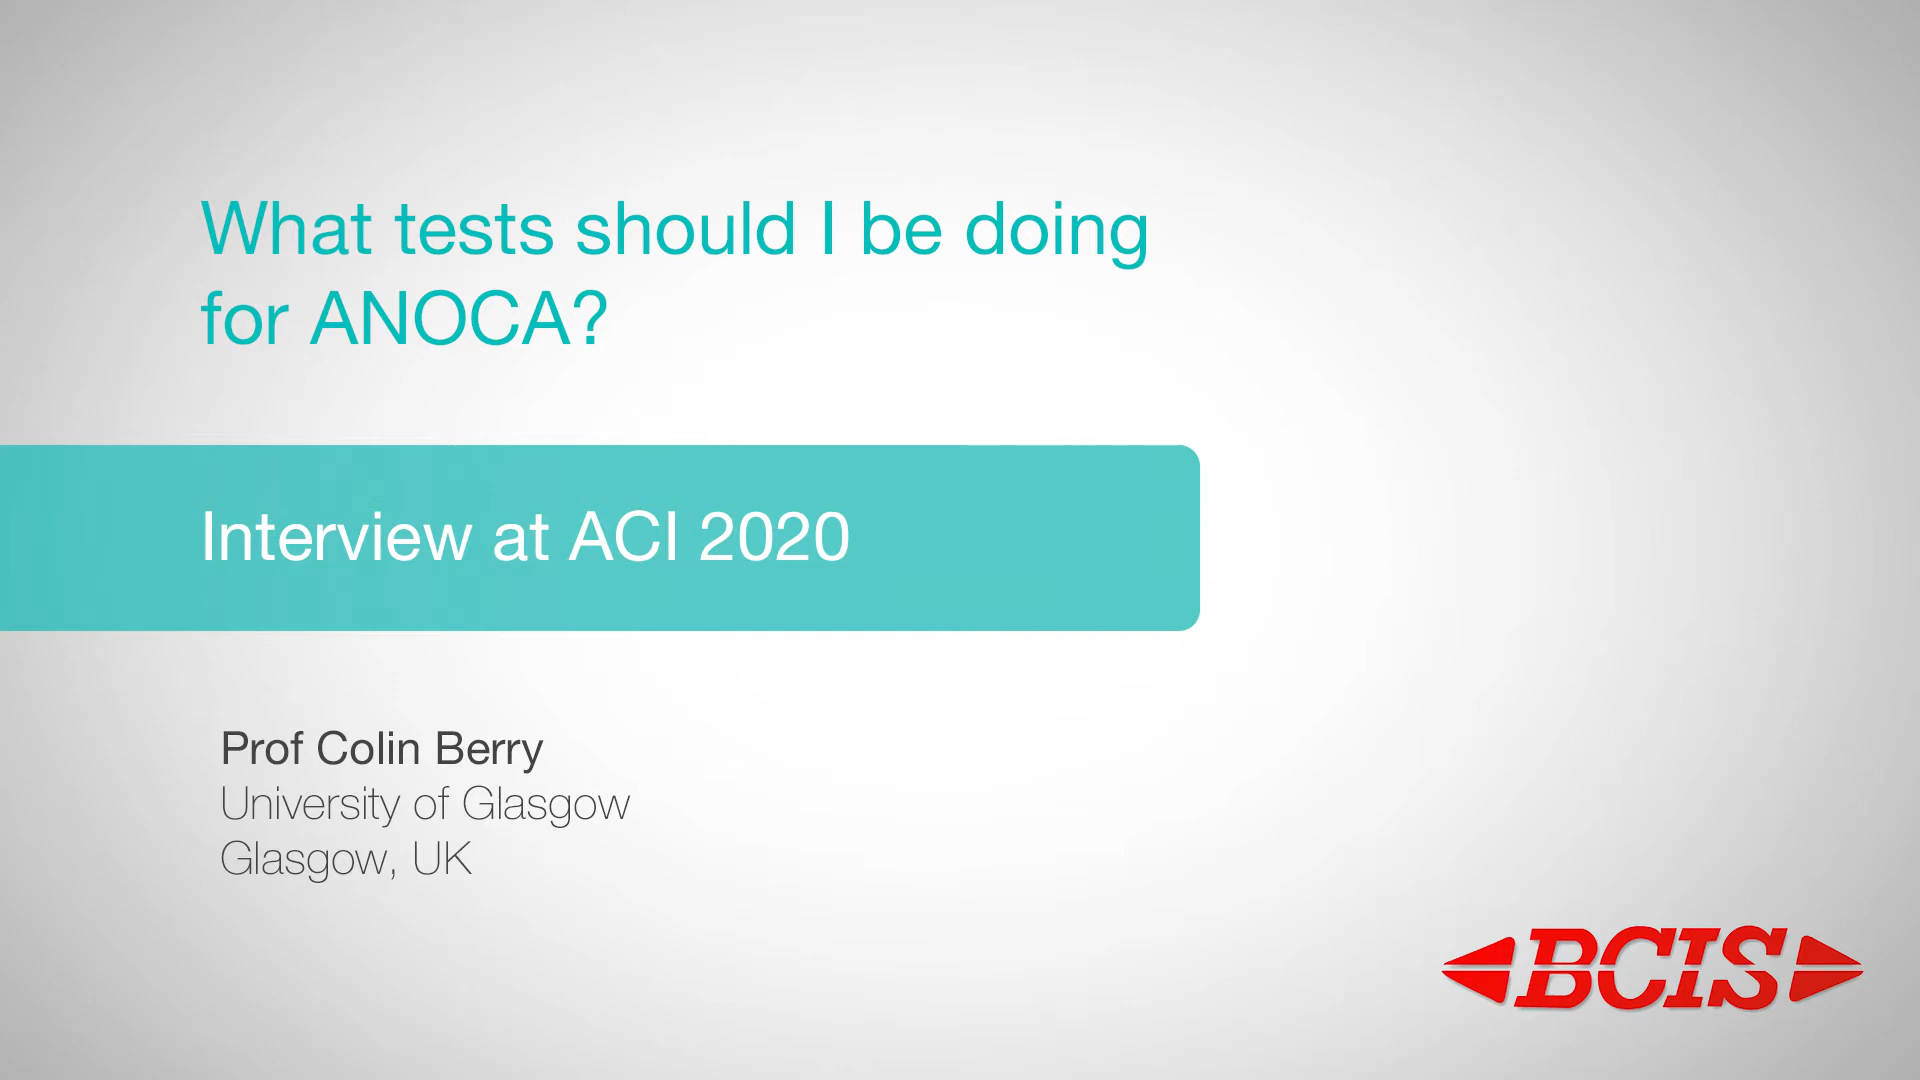 What tests should I be doing
for ANOCA?
Interview at ACI 2020
Prof Colin Berry
University of Glasgow
Glasgow, UK
BCIS